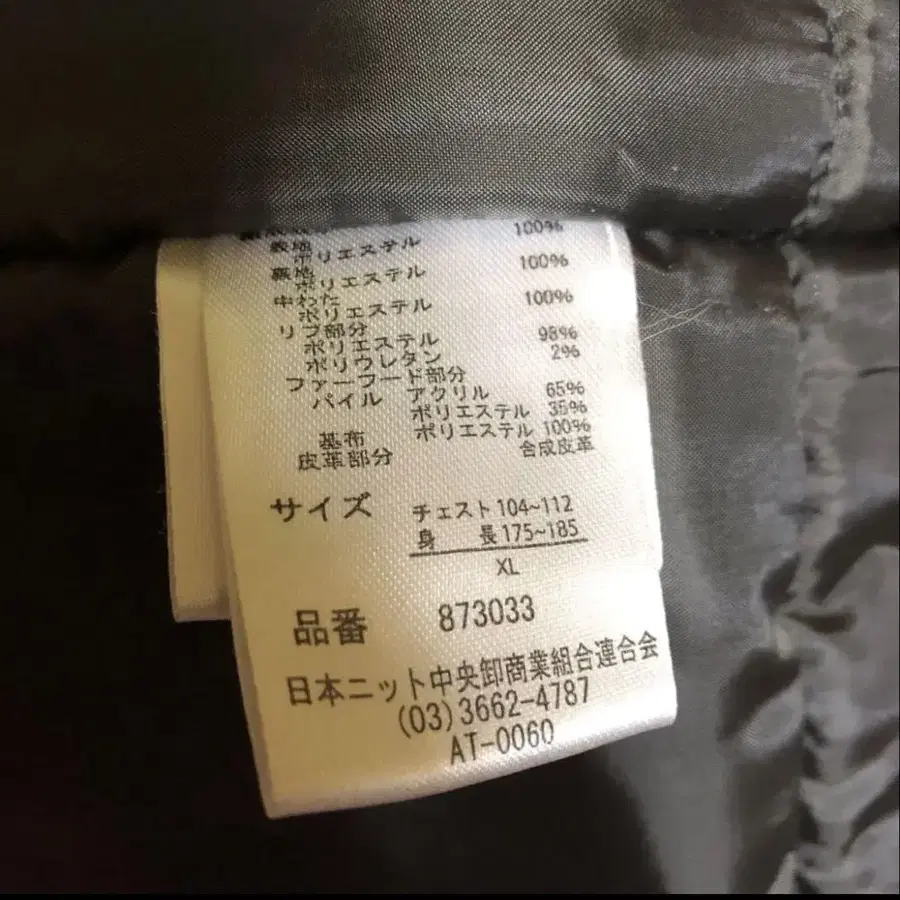 表地
ポリエステル 100%
裏地
ポリエステル 100%
中わた
ポリエステル 100%
リブ部分
ポリエステル 98%
ポリウレタン 2%
ファーフード部分
パイル アクリル 65%
ポリエステル 35%
基布 ポリエステル 100%
皮革部分 合成皮革
サイズ チェスト 104~112
身 長 175~185
XL
品番 873033
日本ニット中央卸商業組合連合会
(03)3662-4787
AT-0060